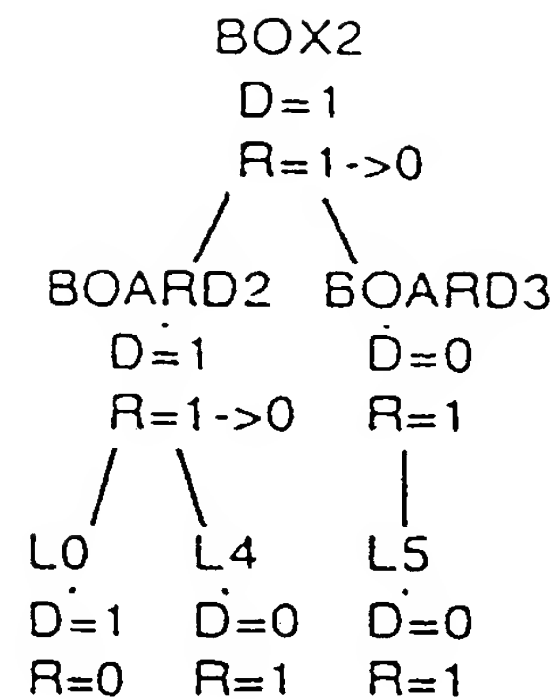 BOX2
D=1
R=1->0
BOARD2 BOARD3
D=1 D=0
R=1->0 R=1
L0 L4 L5
D=1 D=0 D=0
R=0 R=1 R=1